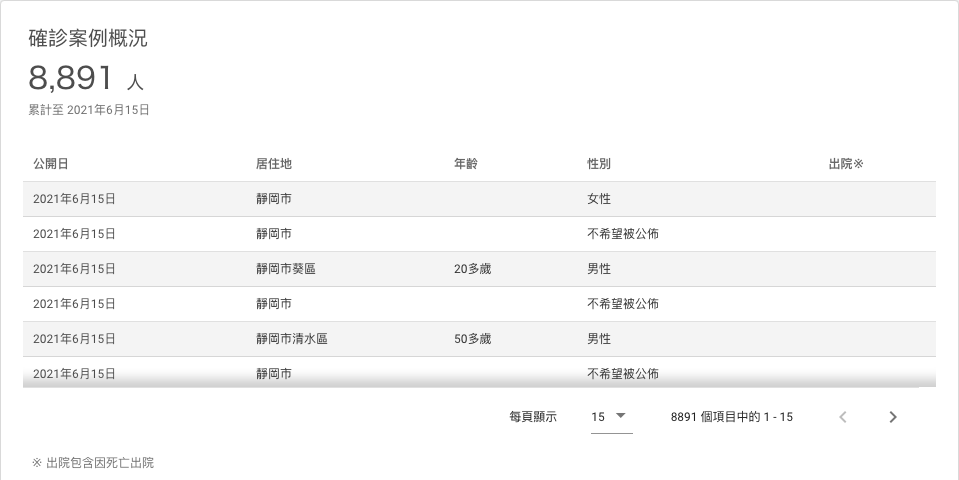 確診案例概況
8,891 人
累計至 2021年6月15日
公開日 居住地 年齡 性別 出院※
2021年6月15日 靜岡市 女性
2021年6月15日 靜岡市 不希望被公佈
2021年6月15日 靜岡市葵區 20多歲 男性
2021年6月15日 靜岡市 不希望被公佈
2021年6月15日 靜岡市清水區 50多歲 男性
2021年6月15日 靜岡市 不希望被公佈
每頁顯示 15 8891 個項目中的 1 - 15
※ 出院包含因死亡出院